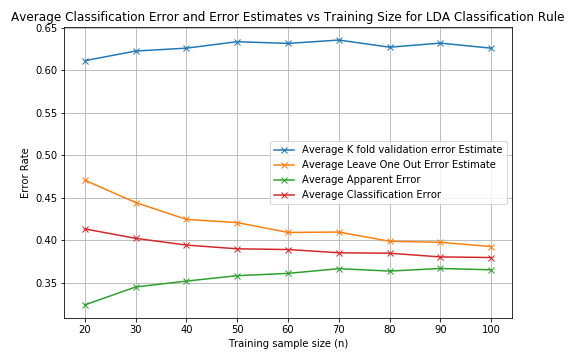 Average Classification Error and Error Estimates vs Training Size for LDA Classification Rule
0.65
0.60
0.55
0.50
0.45
0.40
0.35
Error Rate
Average K fold validation error Estimate
Average Leave One Out Error Estimate
Average Apparent Error
Average Classification Error
20 30 40 50 60 70 80 90 100
Training sample size (n)